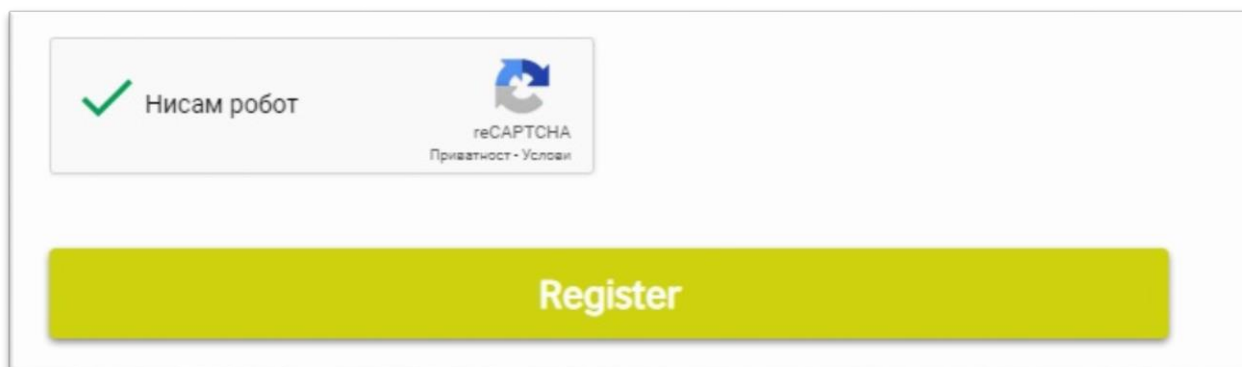 Нисам робот
reCAPTCHA
Приватност - Услови
Register